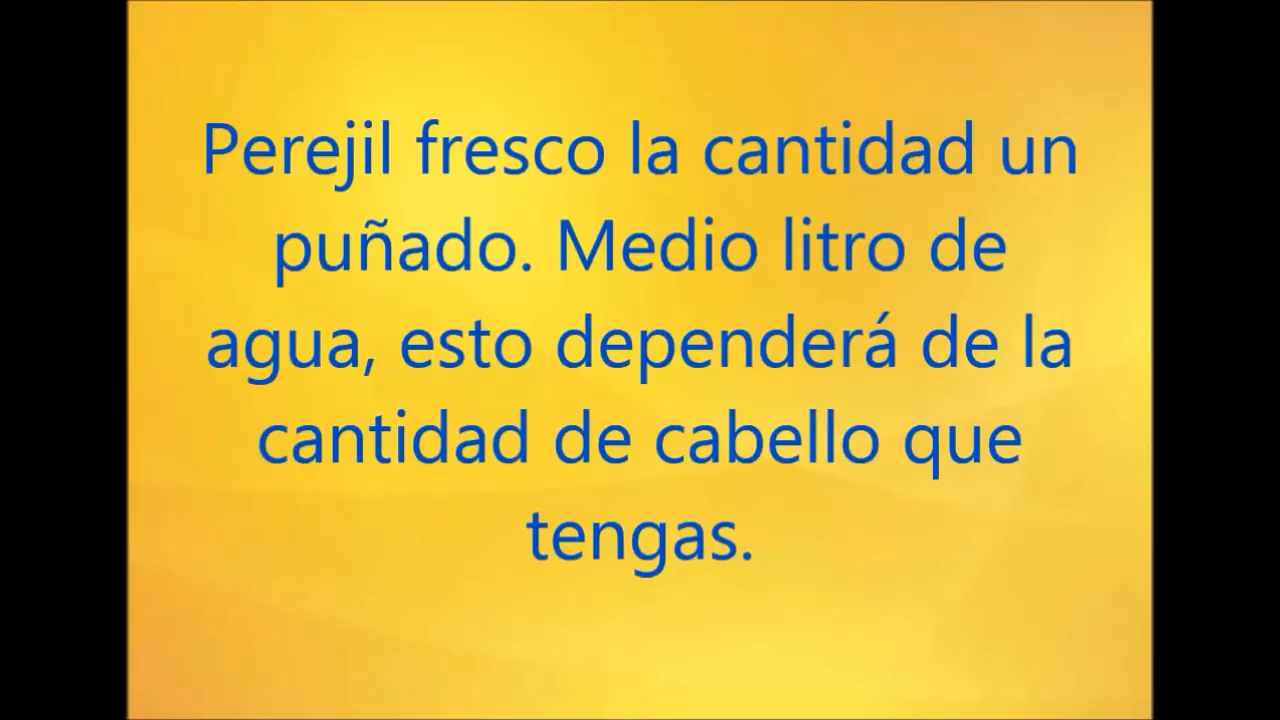 Perejil fresco la cantidad un
puñado. Medio litro de
agua, esto dependerá de la
cantidad de cabello que
tengas.